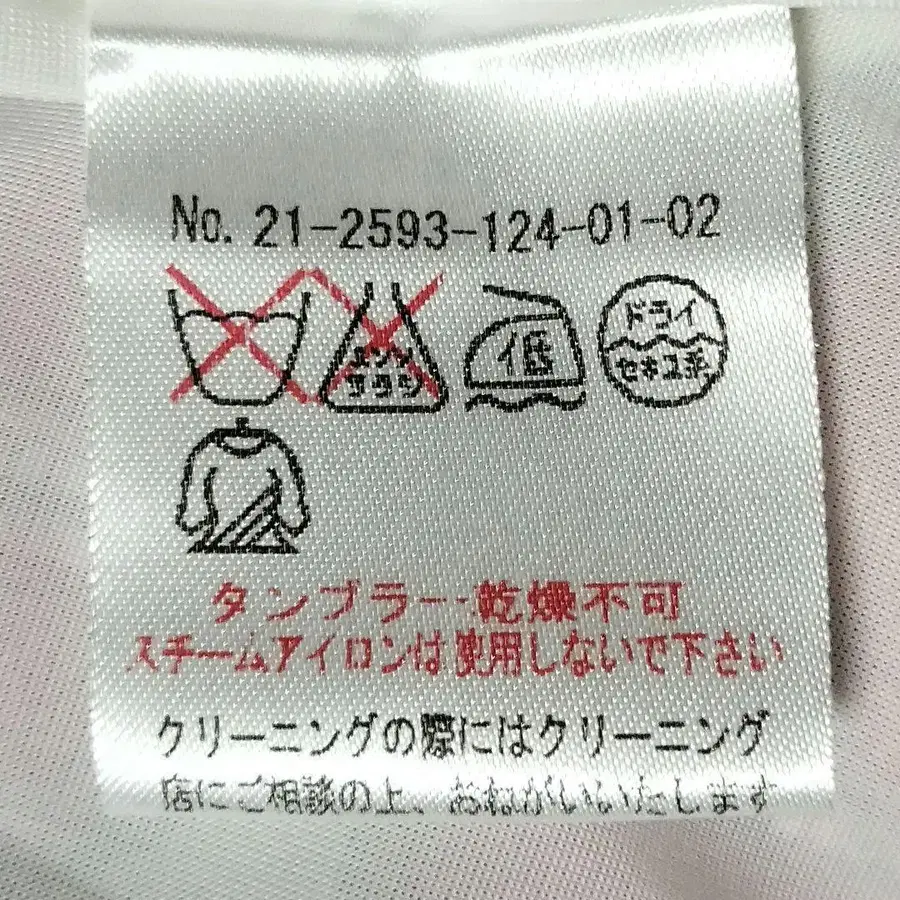 No. 21-2593-124-01-02
エンソ
サラシ
低
ドライ
セキユ系
タンブラー乾燥不可
スチームアイロンは使用しないで下さい
クリーニングの際にはクリーニング
店にご相談の上、おねがいいたします